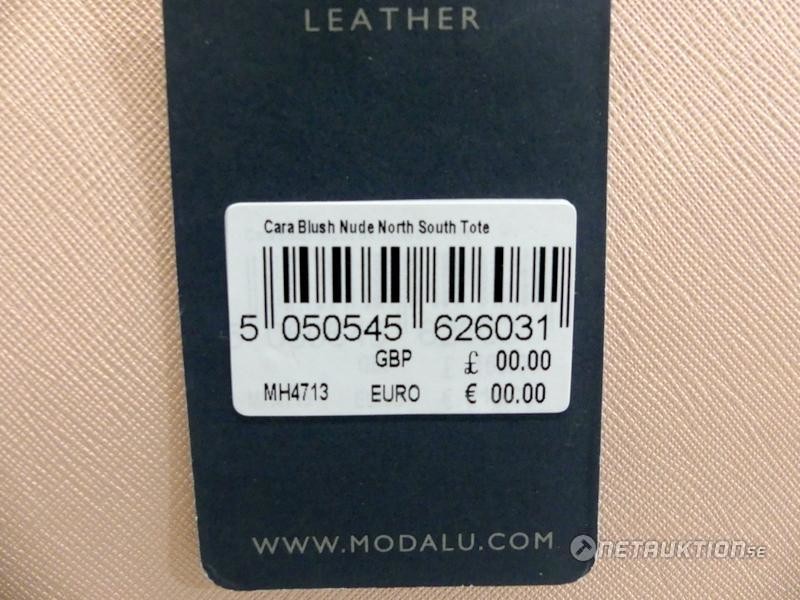 LEATHER
Cara Blush Nude North South Tote
5 050545 626031
GBP £ 00.00
MH4713 EURO € 00.00
WWW.MODALU.COM
NETAUKTION.SE